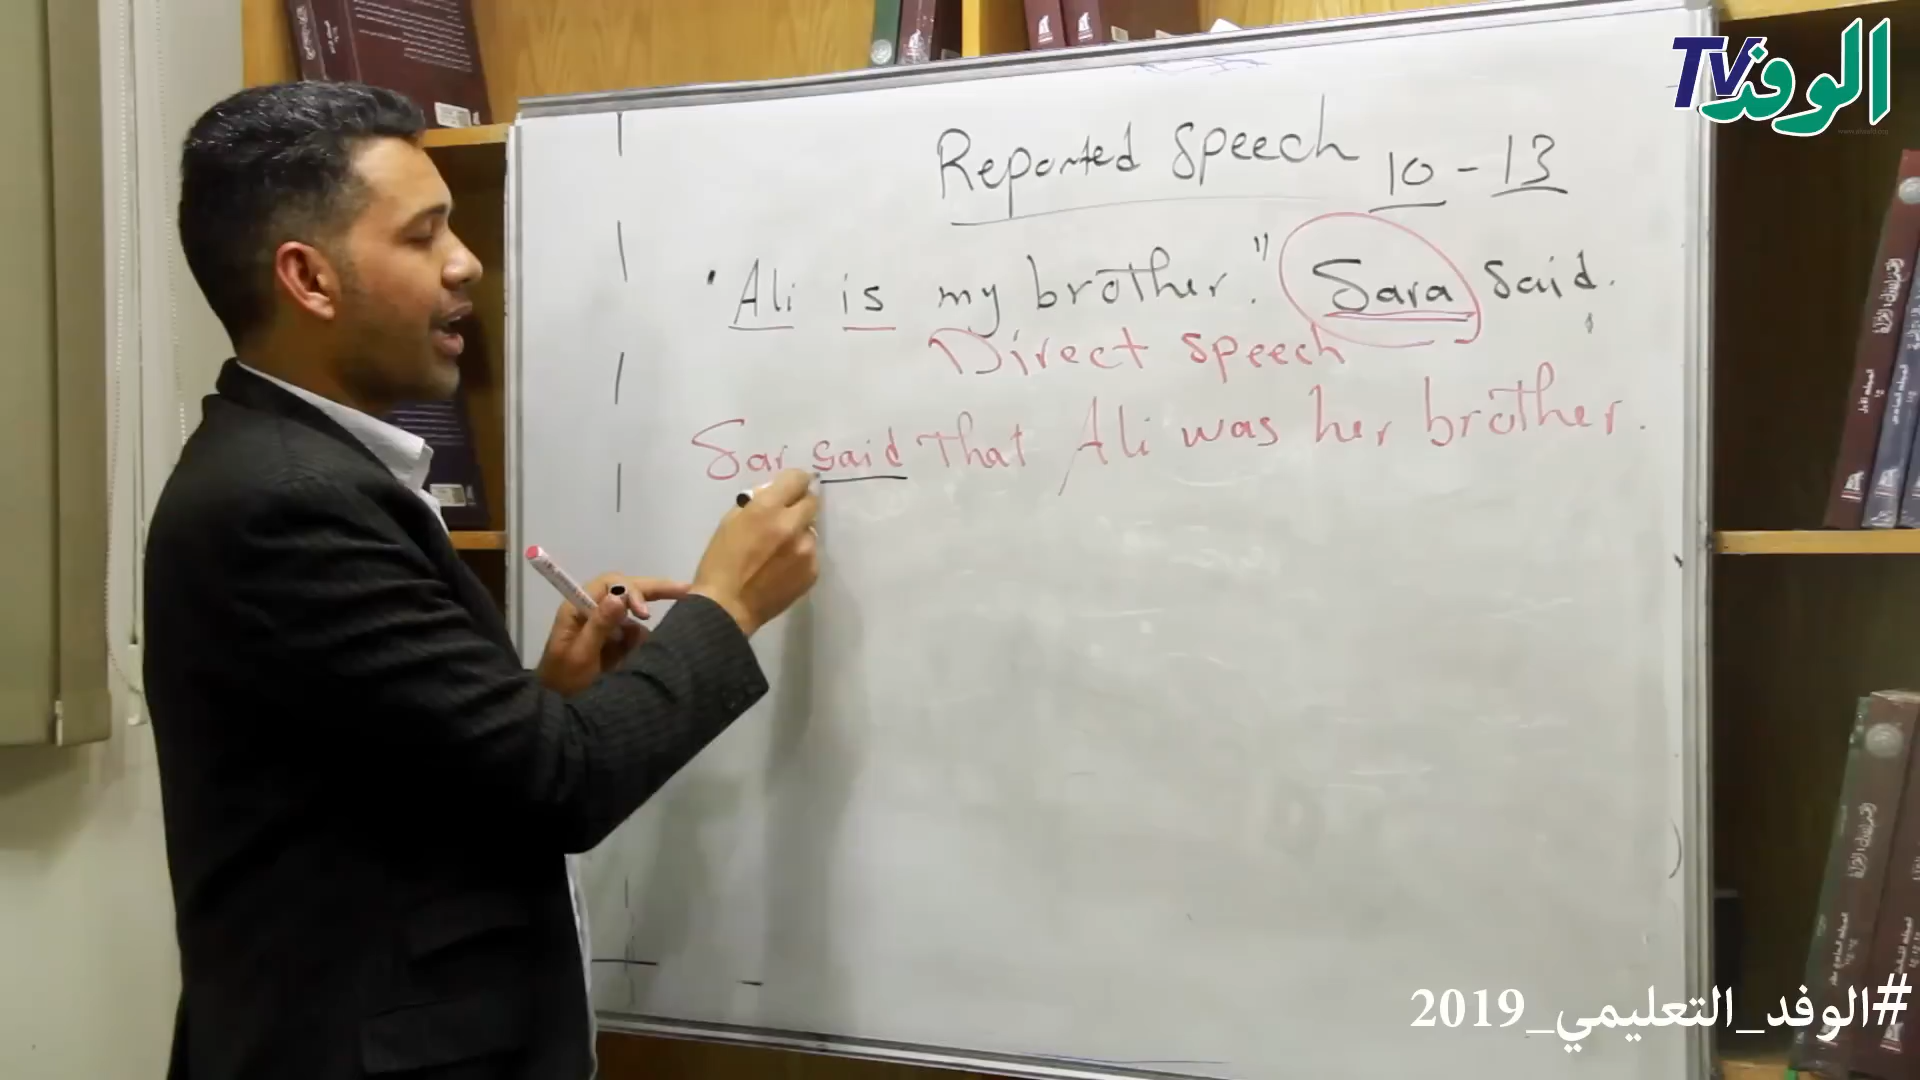 الوفد TV
Reported Speech 10 - 13
"Ali is my brother." Sara said.
Direct speech
Sar said That Ali was her brother.
#الوفد_التعليمي_2019